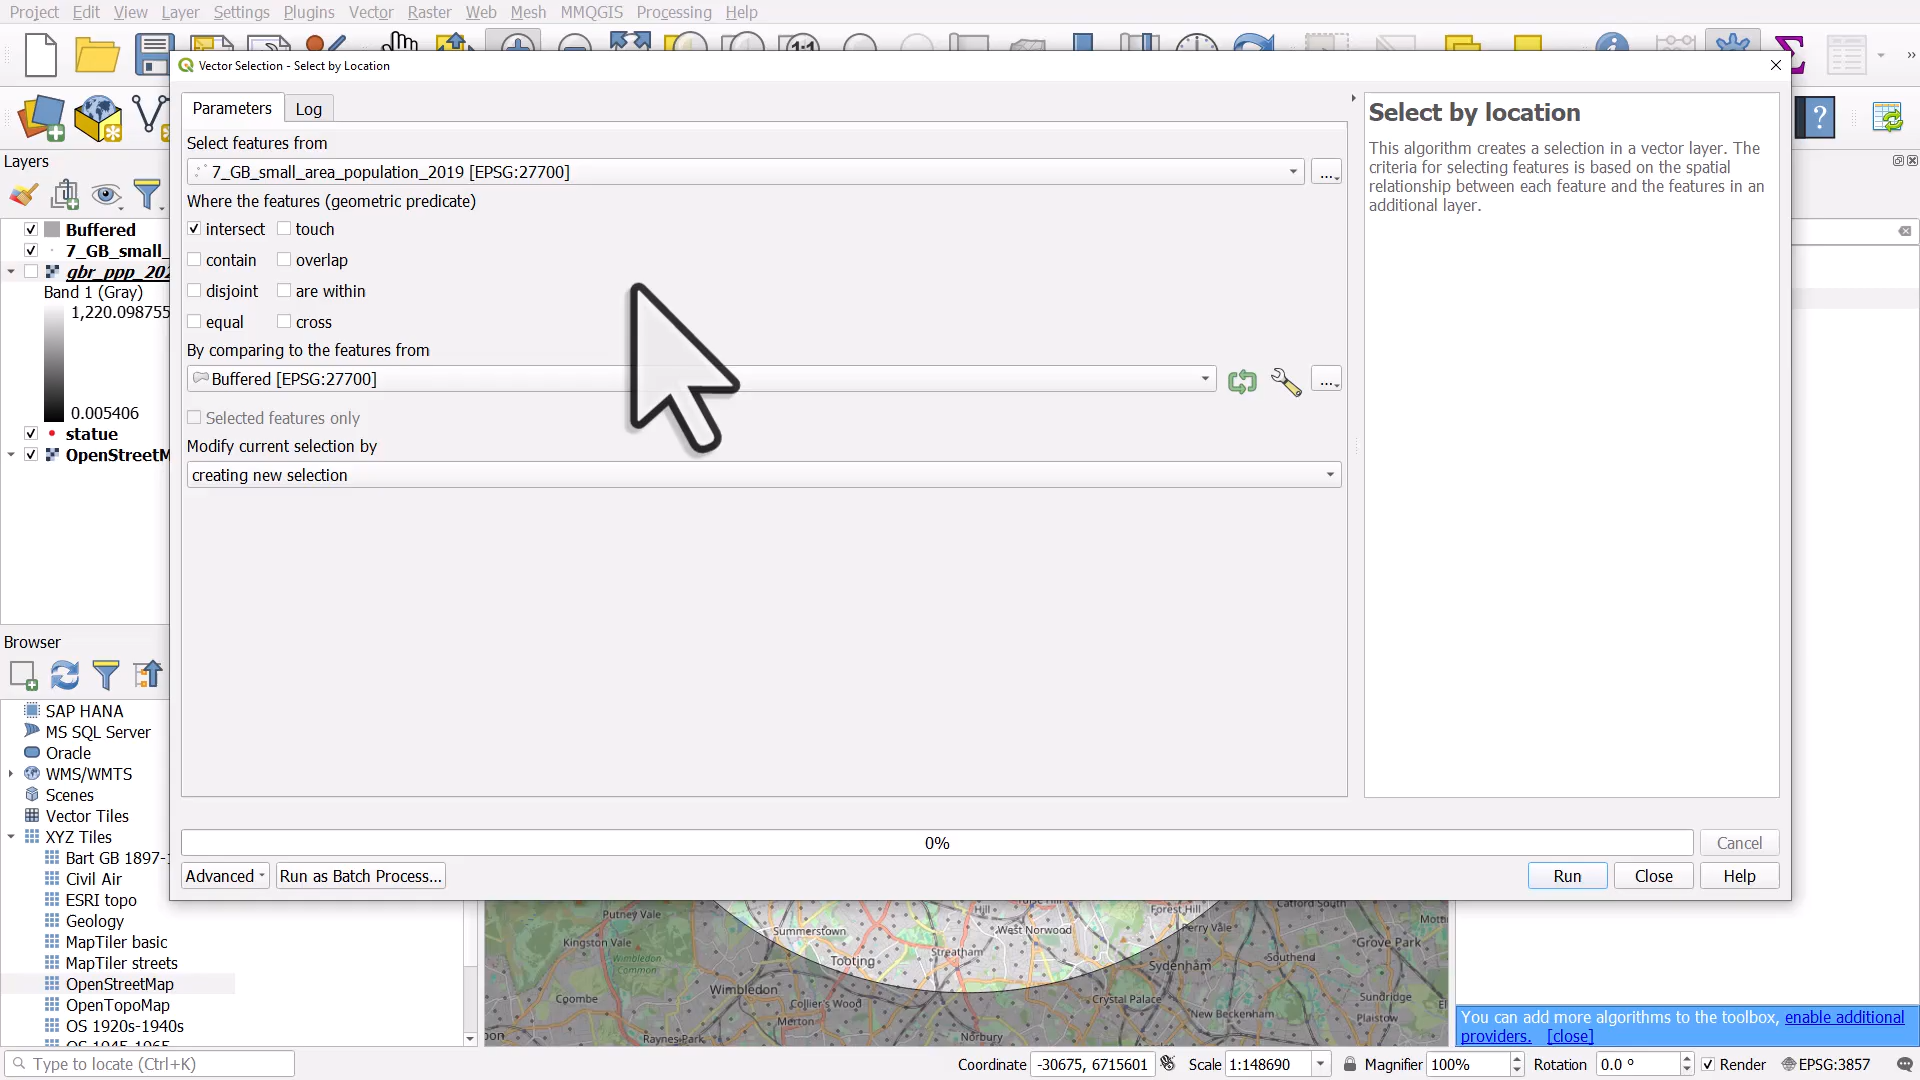 Project Edit View Layer Settings Plugins Vector Raster Web Mesh MMQGIS Processing Help
Vector Selection - Select by Location
Parameters Log
Select features from
7_GB_small_area_population_2019 [EPSG:27700]
...
Where the features (geometric predicate)
intersect touch
contain overlap
disjoint are within
equal cross
By comparing to the features from
Buffered [EPSG:27700]
...
Selected features only
Modify current selection by
creating new selection
Select by location
This algorithm creates a selection in a vector layer. The
criteria for selecting features is based on the spatial
relationship between each feature and the features in an
additional layer.
0%
Cancel
Advanced Run as Batch Process... Run Close Help
Layers
Buffered
7_GB_small_
gbr_ppp_202
Band 1 (Gray)
1,220.098755
0.005406
statue
OpenStreetM
Browser
SAP HANA
MS SQL Server
Oracle
WMS/WMTS
Scenes
Vector Tiles
XYZ Tiles
Bart GB 1897-1
Civil Air
ESRI topo
Geology
MapTiler basic
MapTiler streets
OpenStreetMap
OpenTopoMap
OS 1920s-1940s
Putney Vale
Kingston Vale
Wimbledon
Common
Summerstown
Hill
West Norwood
Streatham
Tooting
Forest Hill
Perry Vale
Sydenham
Catford South
Grove Park
Southend
Coombe
Wimbledon
Collier's Wood
Merton
Crystal Palace
Sundridge
Plaistow
New Beckenham
Raynes Park
Norbury
Bickley
You can add more algorithms to the toolbox, enable additional
providers. [close]
Type to locate (Ctrl+K) Coordinate -30675, 6715601 Scale 1:148690 Magnifier 100% Rotation 0.0 ° Render EPSG:3857